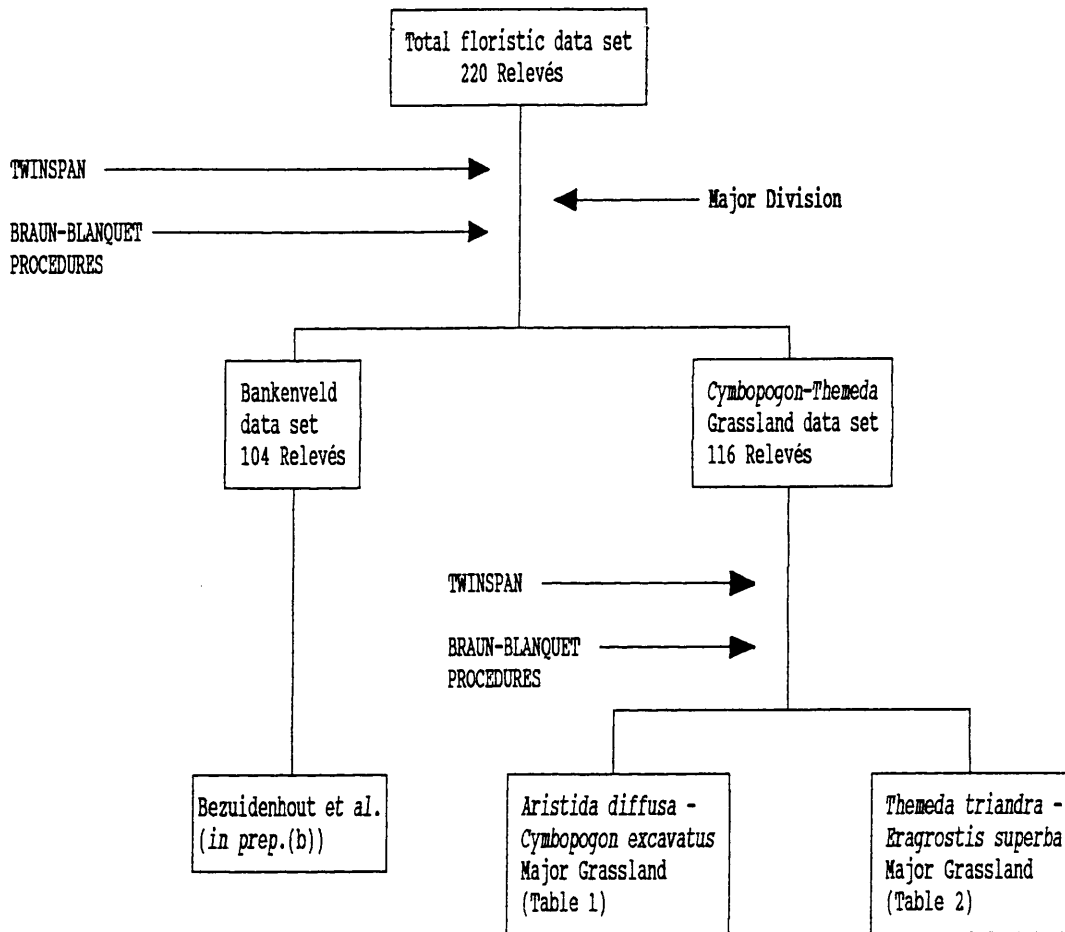 Total floristic data set
220 Relevés
TWINSPAN
Major Division
BRAUN-BLANQUET
PROCEDURES
Bankenveld
data set
104 Relevés
Cymbopogon-Themeda
Grassland data set
116 Relevés
TWINSPAN
BRAUN-BLANQUET
PROCEDURES
Bezuidenhout et al.
(in prep.(b))
Aristida diffusa -
Cymbopogon excavatus
Major Grassland
(Table 1)
Themeda triandra -
Eragrostis superba
Major Grassland
(Table 2)